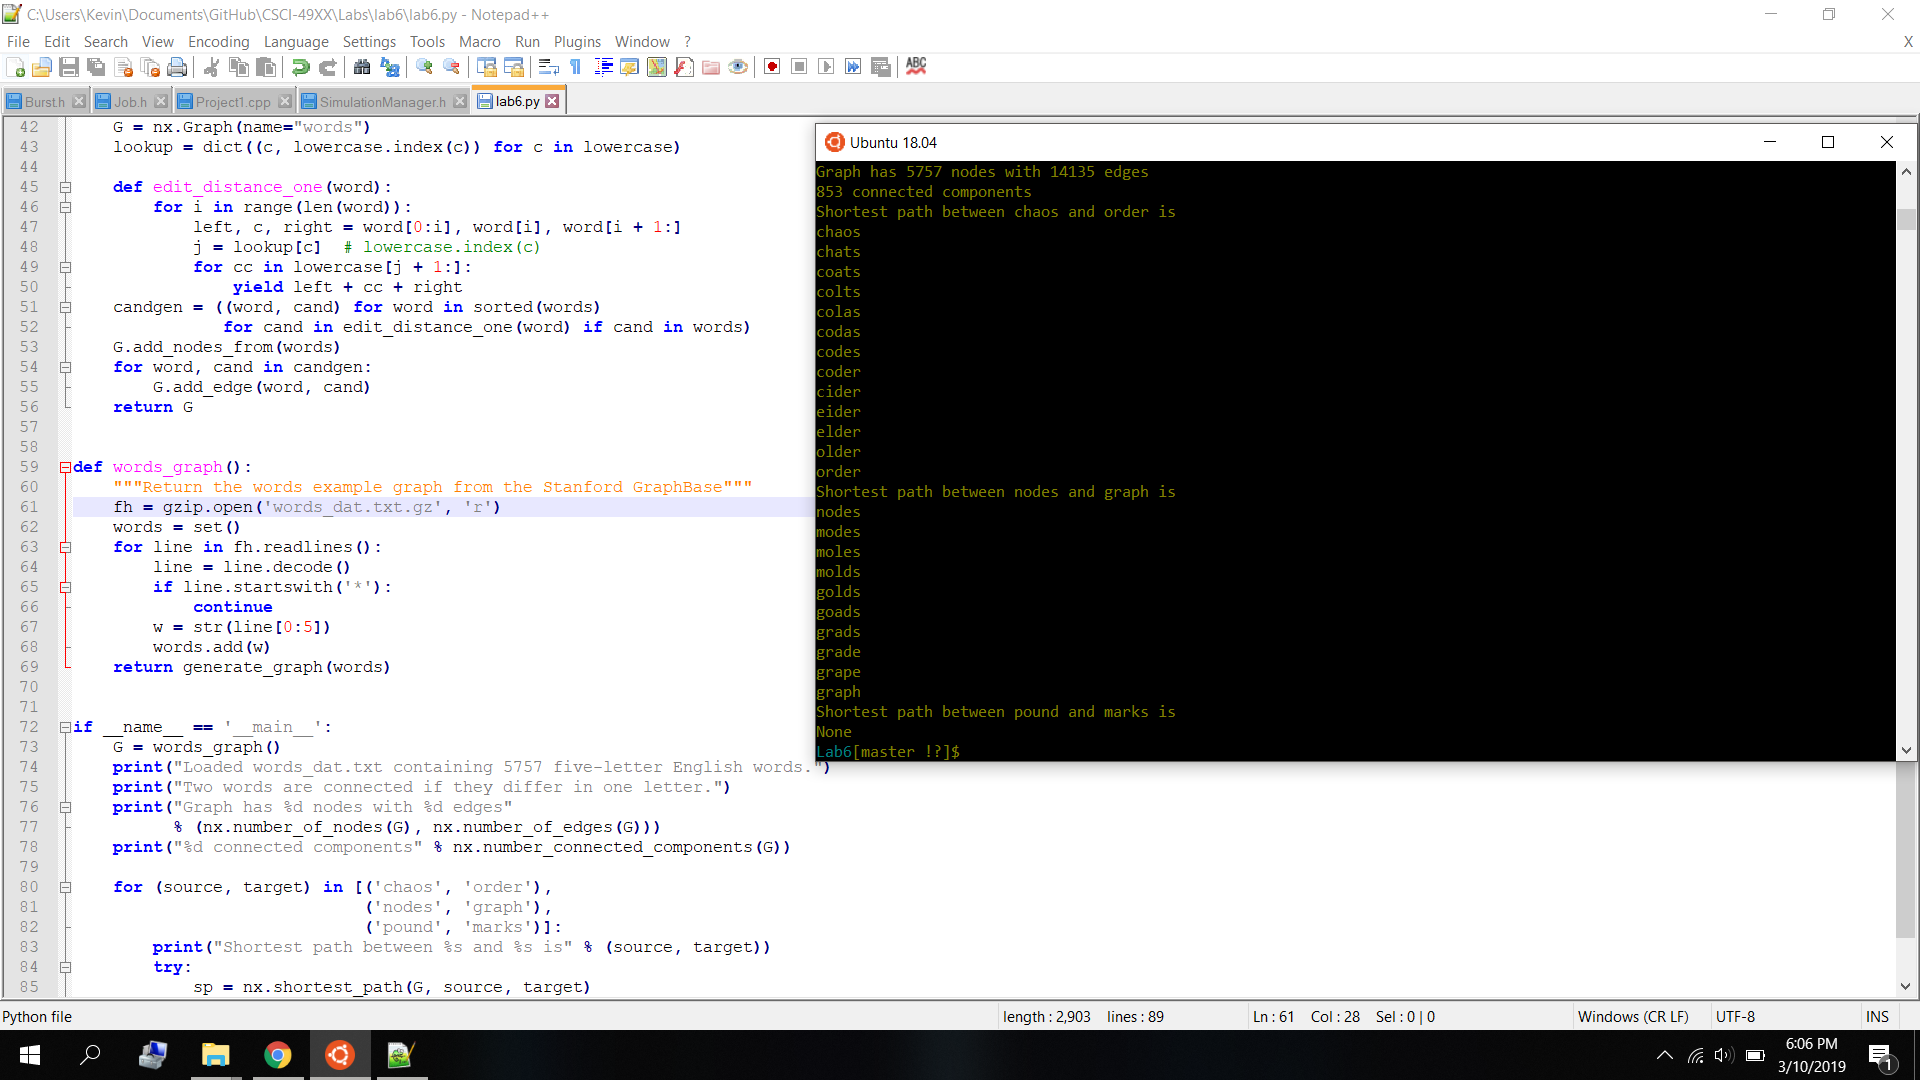 C:\Users\Kevin\Documents\GitHub\CSCI-49XX\Labs\lab6\lab6.py - Notepad++
File Edit Search View Encoding Language Settings Tools Macro Run Plugins Window ? X
ABC
Burst.h Job.h Project1.cpp SimulationManager.h lab6.py
42 G = nx.Graph(name="words")
43 lookup = dict((c, lowercase.index(c)) for c in lowercase)
44
45 def edit_distance_one(word):
46 for i in range(len(word)):
47 left, c, right = word[0:i], word[i], word[i + 1:]
48 j = lookup[c]  # lowercase.index(c)
49 for cc in lowercase[j + 1:]:
50 yield left + cc + right
51 candgen = ((word, cand) for word in sorted(words)
52 for cand in edit_distance_one(word) if cand in words)
53 G.add_nodes_from(words)
54 for word, cand in candgen:
55 G.add_edge(word, cand)
56 return G
57
58
59 def words_graph():
60 """Return the words example graph from the Stanford GraphBase"""
61 fh = gzip.open('words_dat.txt.gz', 'r')
62 words = set()
63 for line in fh.readlines():
64 line = line.decode()
65 if line.startswith('*'):
66 continue
67 w = str(line[0:5])
68 words.add(w)
69 return generate_graph(words)
70
71
72 if __name__ == '__main__':
73 G = words_graph()
74 print("Loaded words_dat.txt containing 5757 five-letter English words.")
75 print("Two words are connected if they differ in one letter.")
76 print("Graph has %d nodes with %d edges"
77 % (nx.number_of_nodes(G), nx.number_of_edges(G)))
78 print("%d connected components" % nx.number_connected_components(G))
79
80 for (source, target) in [('chaos', 'order'),
81 ('nodes', 'graph'),
82 ('pound', 'marks')]:
83 print("Shortest path between %s and %s is" % (source, target))
84 try:
85 sp = nx.shortest_path(G, source, target)
Ubuntu 18.04
Graph has 5757 nodes with 14135 edges
853 connected components
Shortest path between chaos and order is
chaos
chats
coats
colts
colas
codas
codes
coder
cider
eider
elder
older
order
Shortest path between nodes and graph is
nodes
modes
moles
molds
golds
goads
grads
grade
grape
graph
Shortest path between pound and marks is
None
Lab6[master !?]$
Python file length : 2,903 lines : 89 Ln : 61 Col : 28 Sel : 0 | 0 Windows (CR LF) UTF-8 INS
6:06 PM
3/10/2019
1